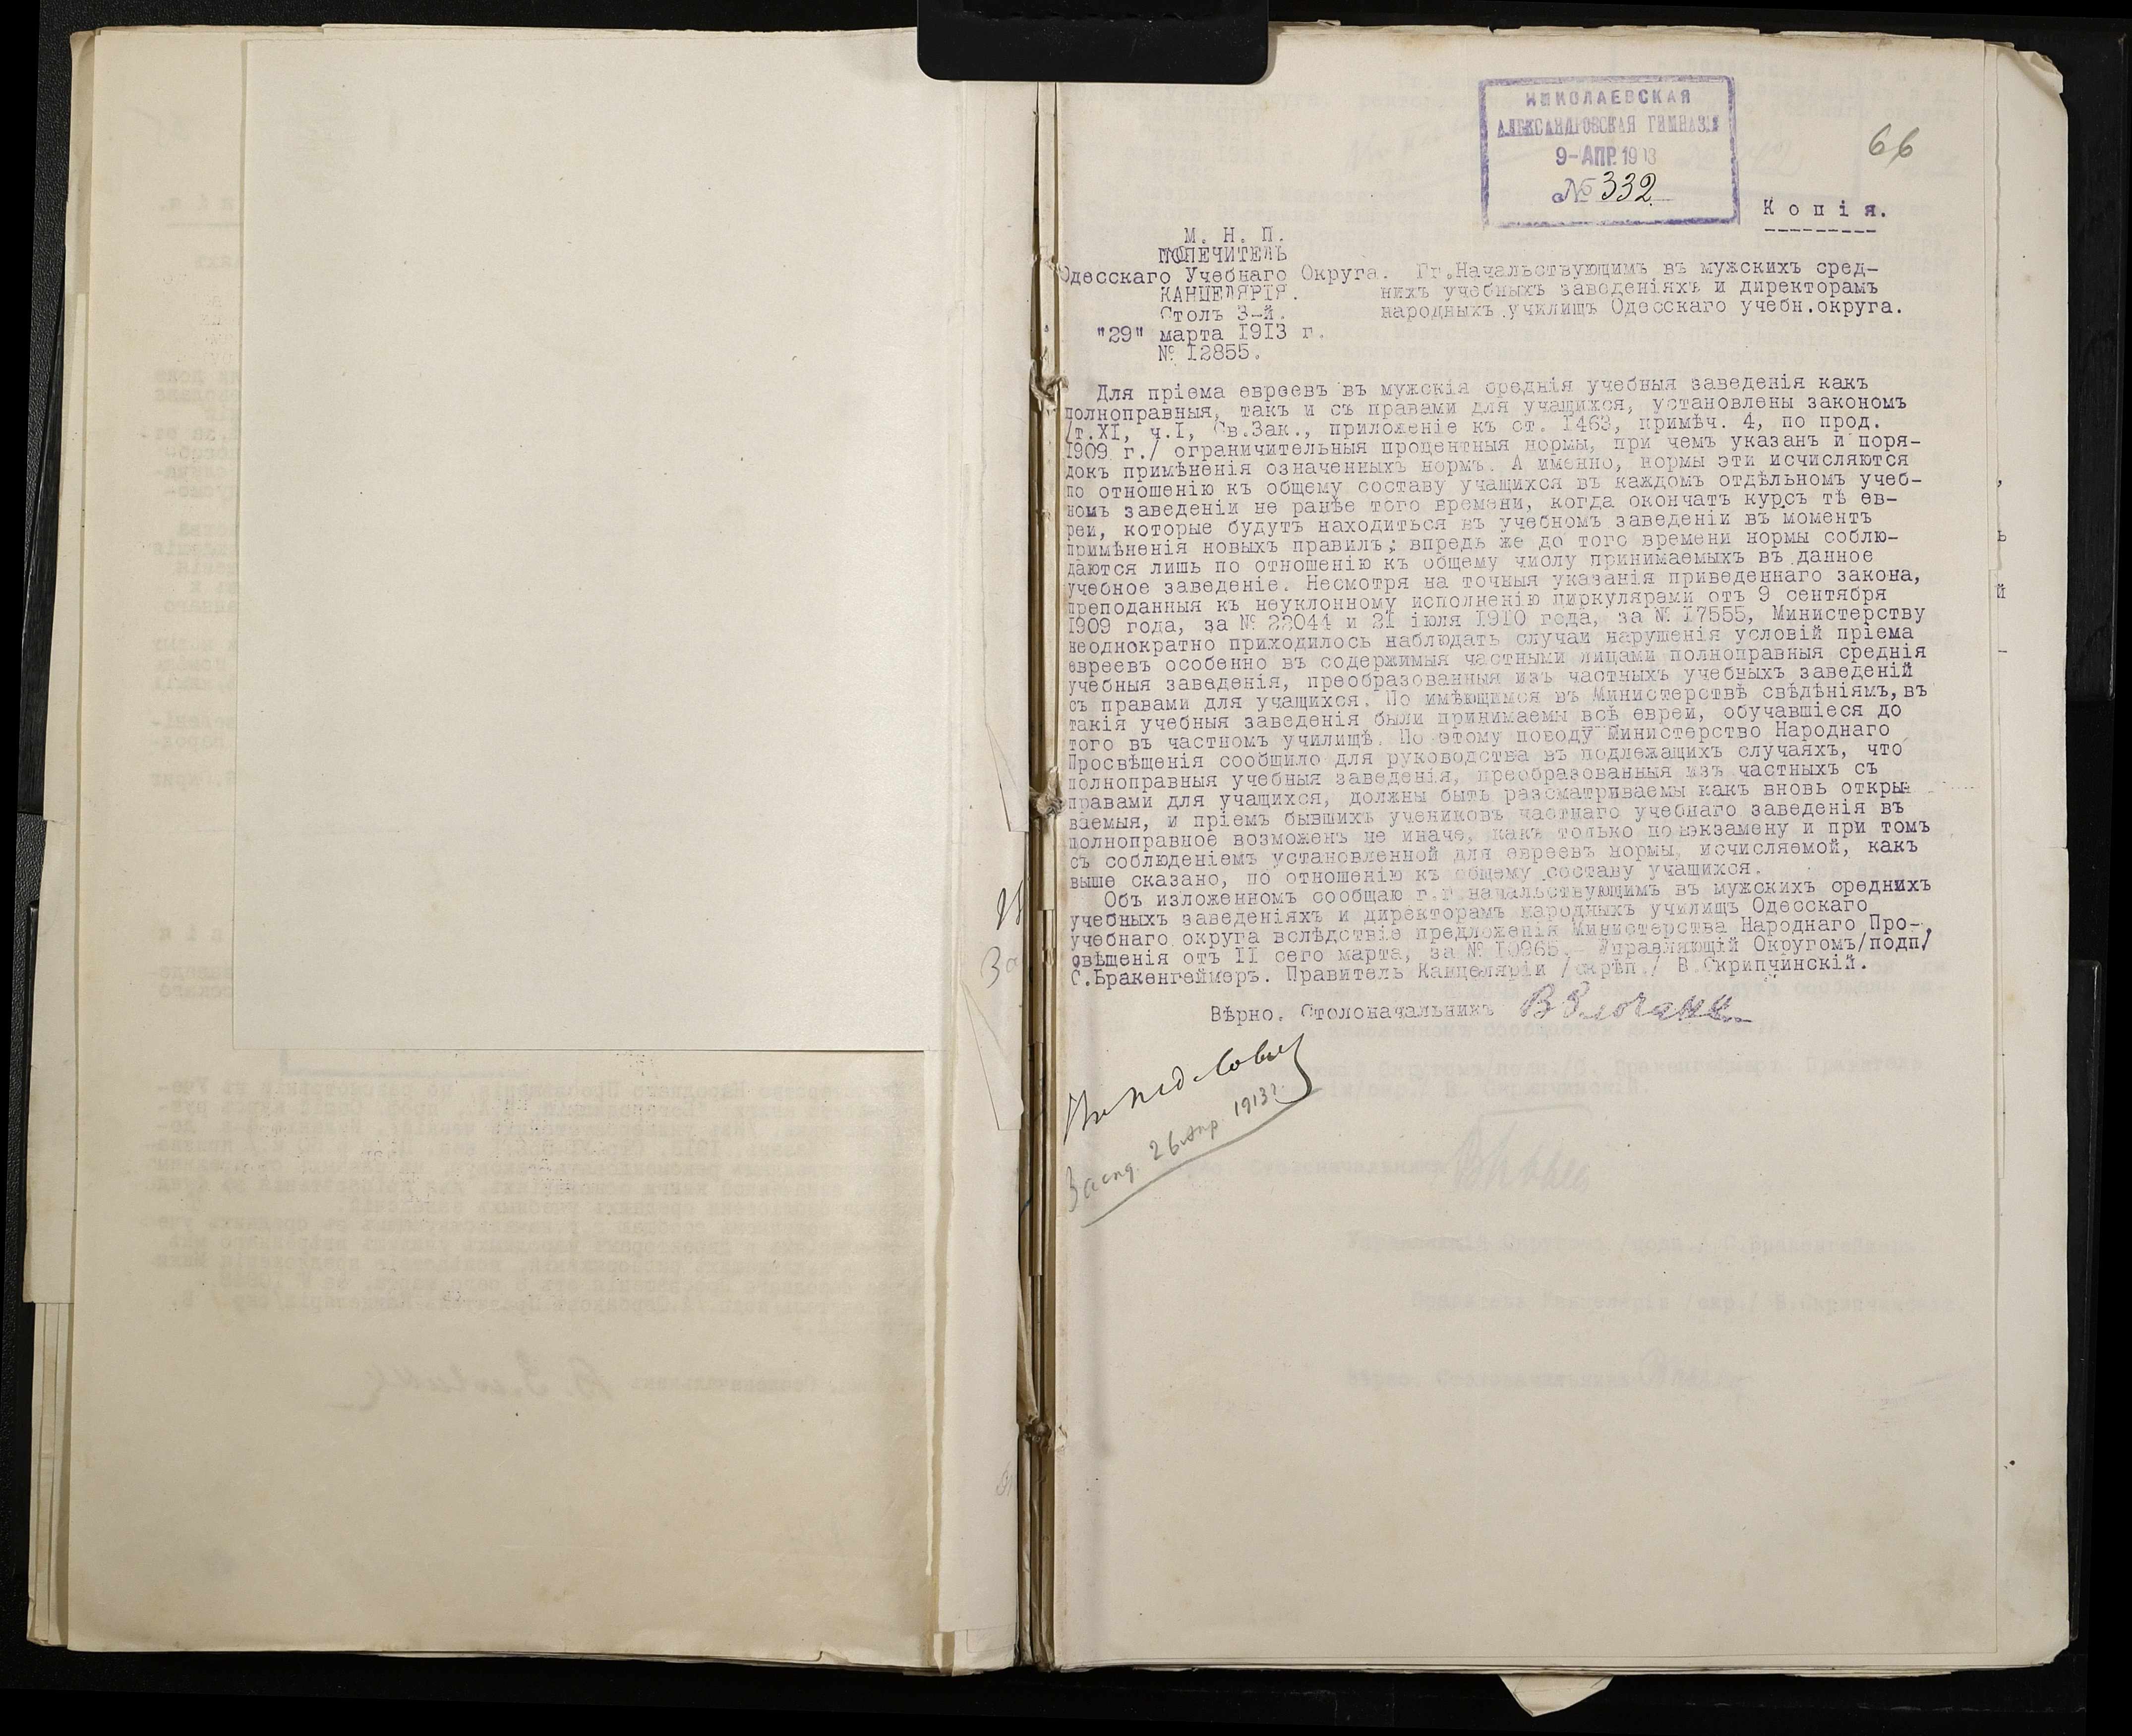 НИКОЛАЕВСКАЯ
АЛЕКСАНДРОВСКАЯ ГИМНАЗІЯ
9-АПР.1913
№ 332
66
Копія.
М. Н. П.
ПОПЕЧИТЕЛЬ
Одесскаго Учебнаго Округа.
КАНЦЕЛЯРІЯ.
Столъ 3-й.
"29" марта 1913 г.
№ 12855.
Гг.Начальствующимъ въ мужскихъ сред-
нихъ учебныхъ заведеніяхъ и директорамъ
народныхъ училищъ Одесскаго учебн.округа.
Для пріема евреевъ въ мужскія среднія учебныя заведенія какъ
полноправныя, такъ и съ правами для учащихся, установлены закономъ
/т.XI, ч.I, Св.Зак., приложеніе къ ст. 1463, примѣч. 4, по прод.
1909 г./ ограничительныя процентныя нормы, при чемъ указанъ и поря-
докъ примѣненія означенныхъ нормъ. А именно, нормы эти исчисляются
по отношенію къ общему составу учащихся въ каждомъ отдѣльномъ учеб-
номъ заведеніи не ранѣе того времени, когда окончатъ курсъ тѣ ев-
реи, которые будутъ находиться въ учебномъ заведеніи въ моментъ
примѣненія новыхъ правилъ; впредь же до того времени нормы соблю-
даются лишь по отношенію къ общему числу принимаемыхъ въ данное
учебное заведеніе. Несмотря на точныя указанія приведеннаго закона,
преподанныя къ неуклонному исполненію циркулярами отъ 9 сентября
1909 года, за № 22044 и 21 іюля 1910 года, за № 17555, Министерству
неоднократно приходилось наблюдать случаи нарушенія условій пріема
евреевъ особенно въ содержимыя частными лицами полноправныя среднія
учебныя заведенія, преобразованныя изъ частныхъ учебныхъ заведеній
съ правами для учащихся. По имѣющимся въ Министерствѣ свѣдѣніямъ,въ
такія учебныя заведенія были принимаемы всѣ евреи, обучавшіеся до
того въ частномъ училищѣ. По этому поводу Министерство Народнаго
Просвѣщенія сообщило для руководства въ подлежащихъ случаяхъ, что
полноправныя учебныя заведенія, преобразованныя изъ частныхъ съ
правами для учащихся, должны быть разсматриваемы какъ вновь откры-
ваемыя, и пріемъ бывшихъ учениковъ частнаго учебнаго заведенія въ
полноправное возможенъ не иначе, какъ только по экзамену и при томъ
съ соблюденіемъ установленной для евреевъ нормы, исчисляемой, какъ
выше сказано, по отношенію къ общему составу учащихся.
Объ изложенномъ сообщаю г.г.начальствующимъ въ мужскихъ среднихъ
учебныхъ заведеніяхъ и директорамъ народныхъ училищъ Одесскаго
учебнаго округа вслѣдствіе предложенія Министерства Народнаго Про-
свѣщенія отъ II сего марта, за № 10965.- Управляющій Округомъ/подп/
С.Бракенгеймеръ. Правитель Канцеляріи /скрѣп./ В.Скрипчинскій.
Вѣрно. Столоначальникъ
Засѣд. 26 апр. 1913 г.